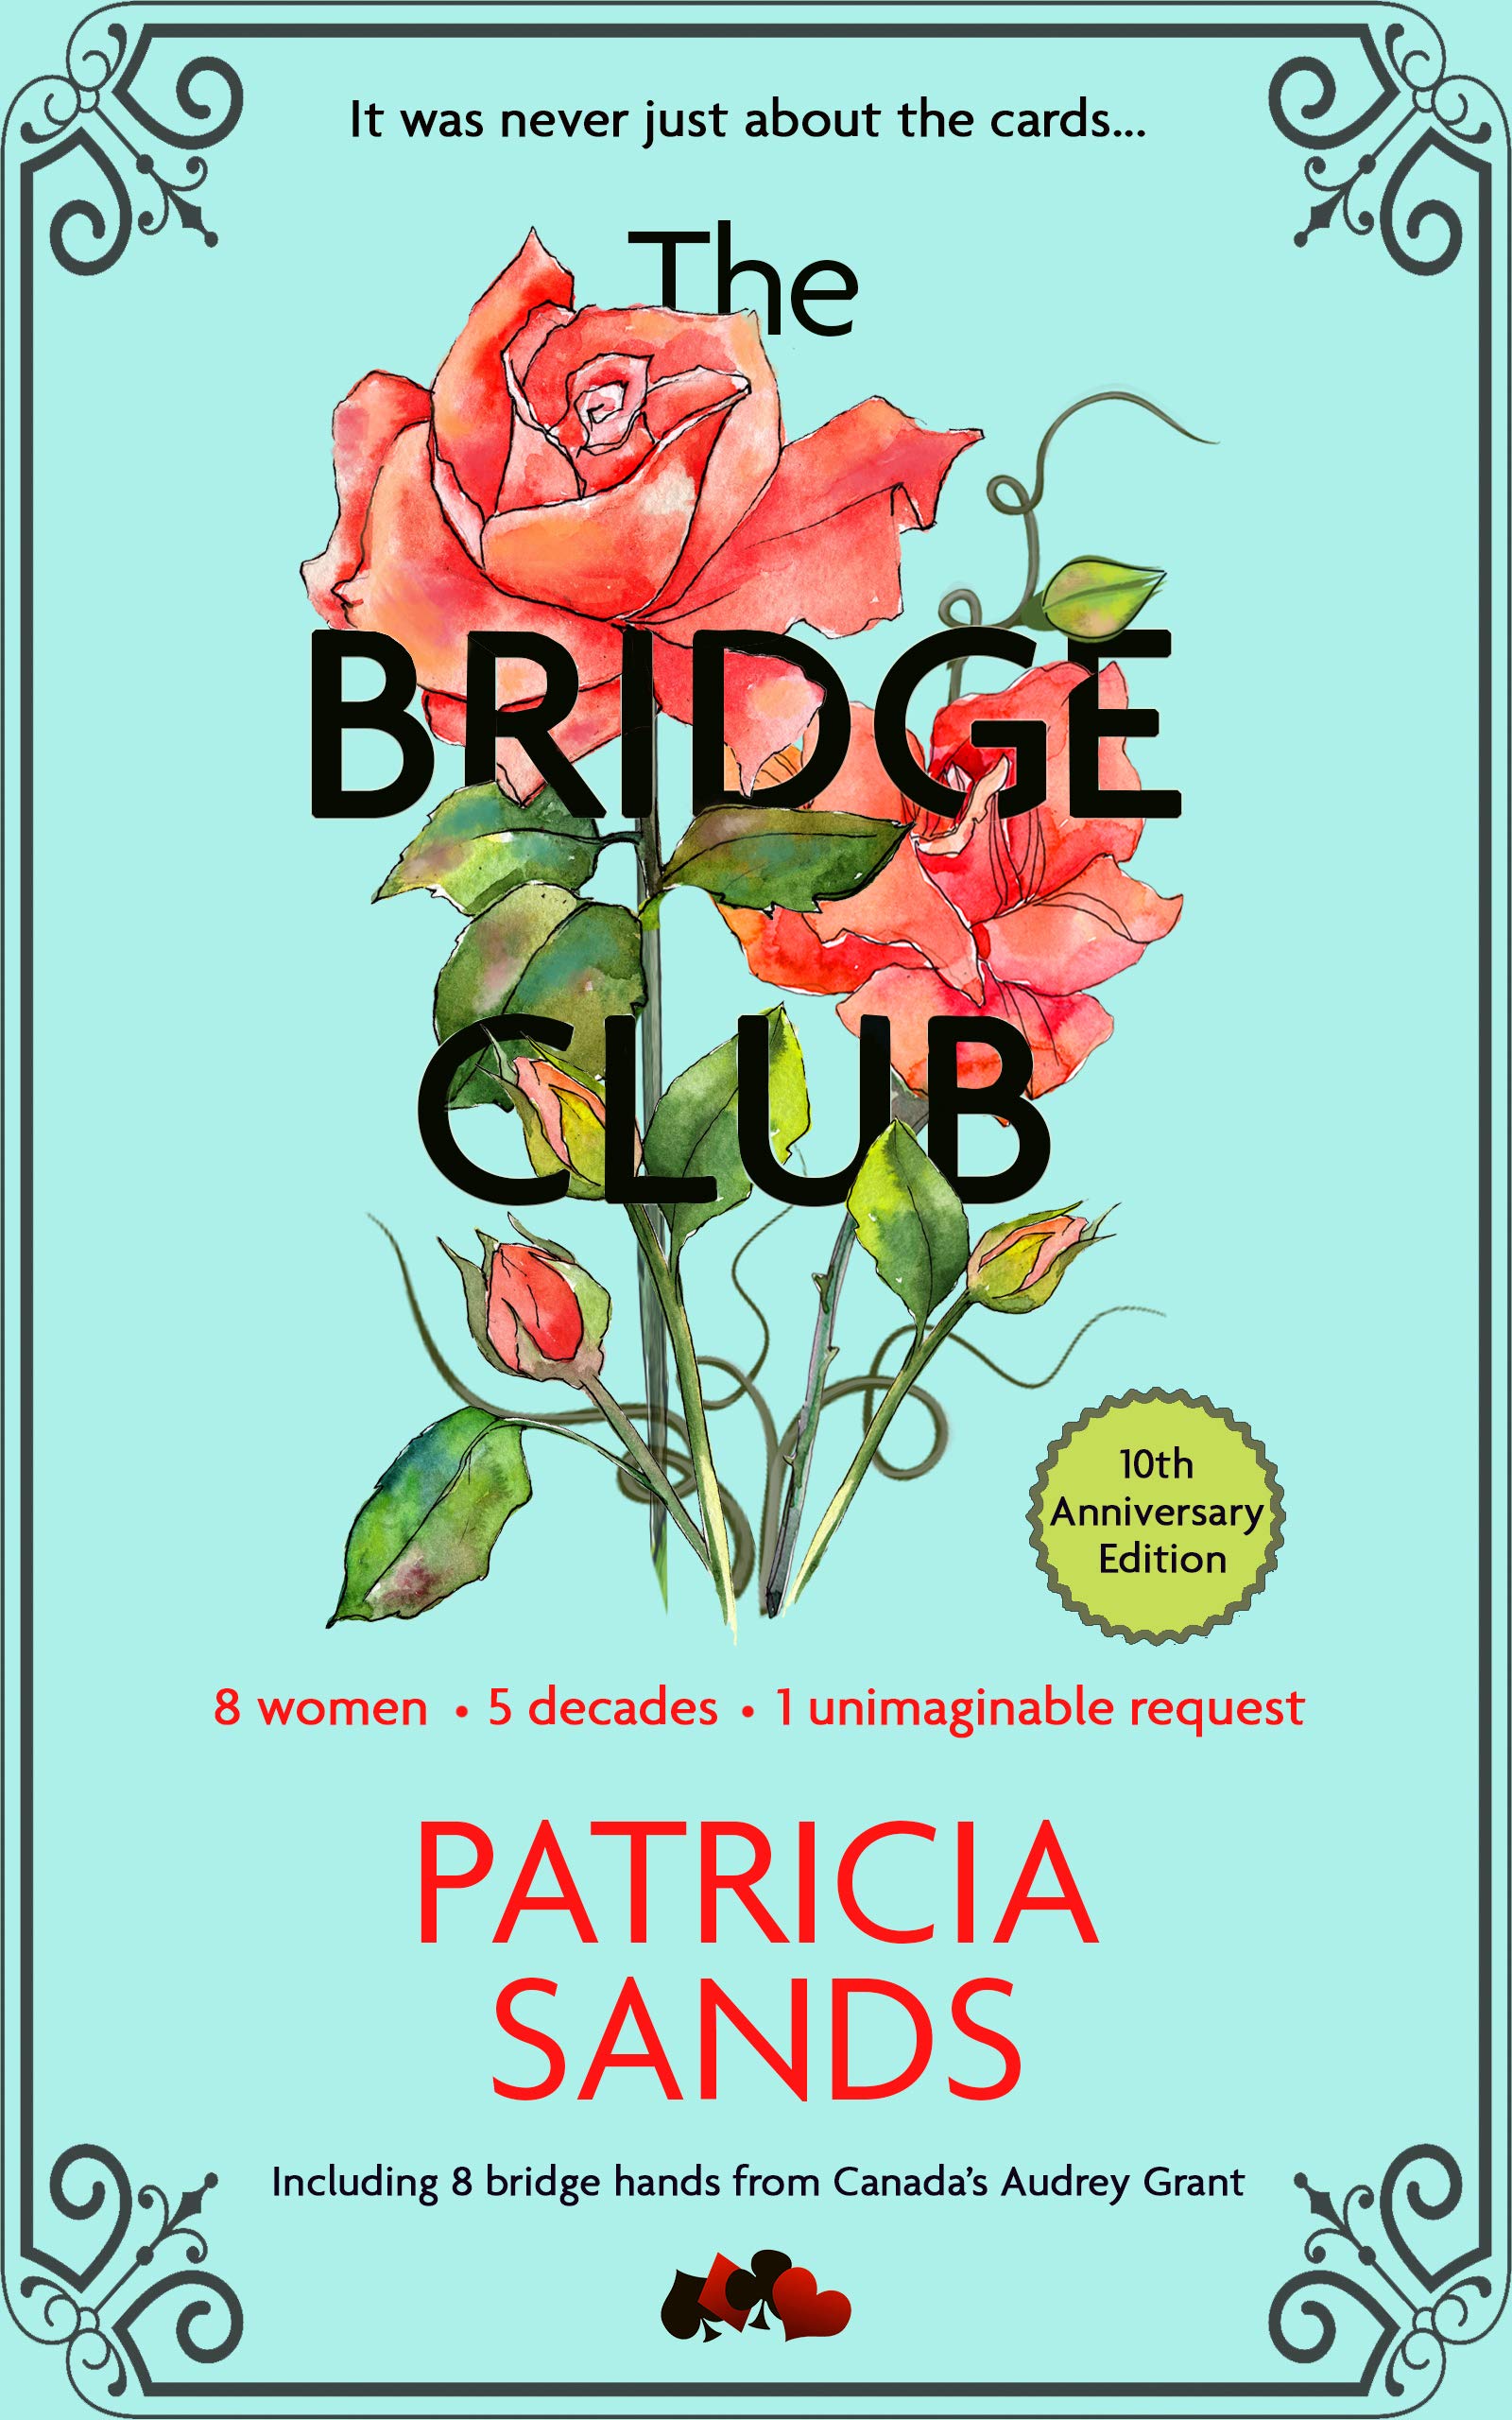 It was never just about the cards...
The
BRIDGE
CLUB
10th
Anniversary
Edition
8 women • 5 decades • 1 unimaginable request
PATRICIA
SANDS
Including 8 bridge hands from Canada’s Audrey Grant